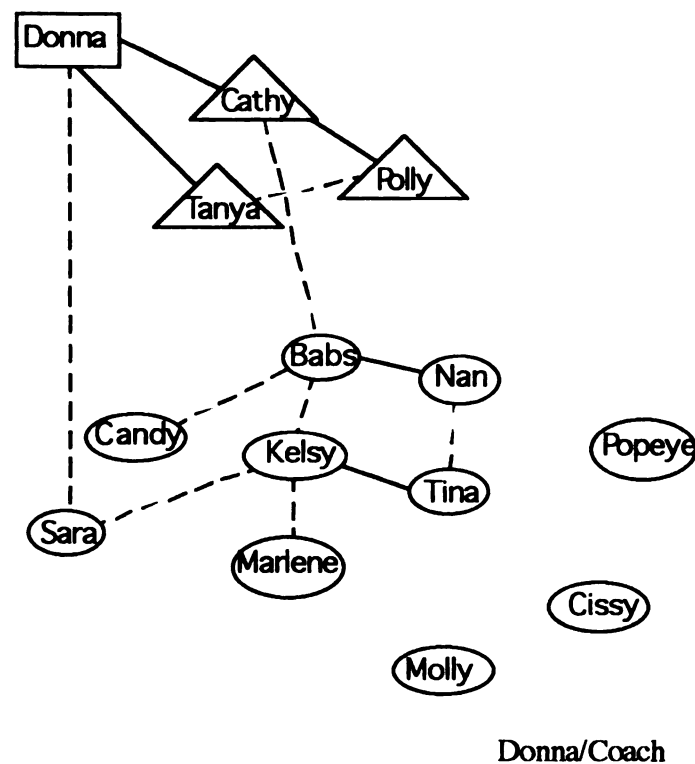 Donna
Cathy
Polly
Tanya
Babs
Nan
Candy
Kelsy
Popeye
Tina
Sara
Marlene
Cissy
Molly
Donna/Coach